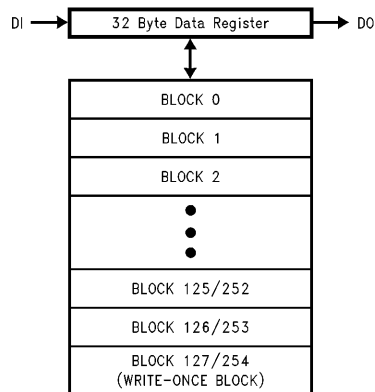 DI 32 Byte Data Register DO
BLOCK 0
BLOCK 1
BLOCK 2
BLOCK 125/252
BLOCK 126/253
BLOCK 127/254
(WRITE-ONCE BLOCK)